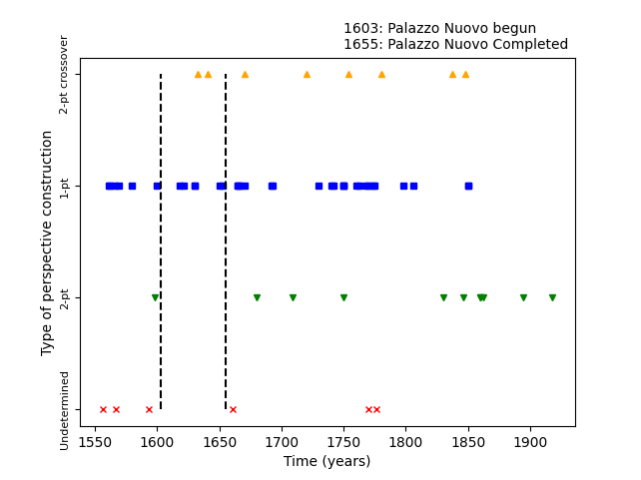 1603: Palazzo Nuovo begun
1655: Palazzo Nuovo Completed
Type of perspective construction
2-pt crossover
1-pt
2-pt
Undetermined
1550 1600 1650 1700 1750 1800 1850 1900
Time (years)